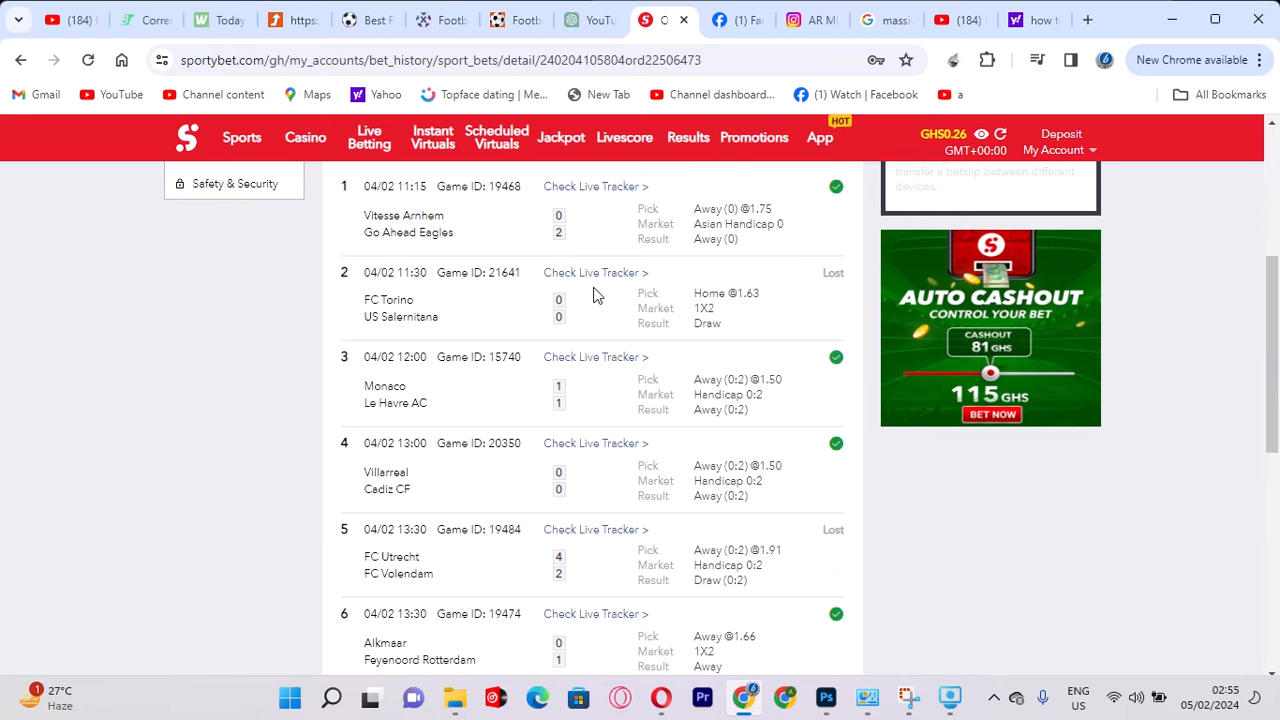 (184)
Corre
Today
https
Best F
Footb
Footb
YouTu
O
(1) Fa
AR MI
massi
(184)
how t
sportybet.com/gh/my_accounts/bet_history/sport_bets/detail/240204105804ord22506473
New Chrome available
Gmail
YouTube
Channel content
Maps
Yahoo
Topface dating | Me...
New Tab
Channel dashboard...
(1) Watch | Facebook
a
All Bookmarks
Sports
Casino
Live Betting
Instant Virtuals
Scheduled Virtuals
Jackpot
Livescore
Results
Promotions
App
HOT
GHS0.26
GMT+00:00
Deposit
My Account
Safety & Security
transfer a betslip between different
devices.
1 04/02 11:15 Game ID: 19468 Check Live Tracker >
Vitesse Arnhem 0 Pick Away (0) @1.75
Go Ahead Eagles 2 Market Asian Handicap 0
Result Away (0)
2 04/02 11:30 Game ID: 21641 Check Live Tracker > Lost
FC Torino 0 Pick Home @1.63
US Salernitana 0 Market 1X2
Result Draw
3 04/02 12:00 Game ID: 15740 Check Live Tracker >
Monaco 1 Pick Away (0:2) @1.50
Le Havre AC 1 Market Handicap 0:2
Result Away (0:2)
4 04/02 13:00 Game ID: 20350 Check Live Tracker >
Villarreal 0 Pick Away (0:2) @1.50
Cadiz CF 0 Market Handicap 0:2
Result Away (0:2)
5 04/02 13:30 Game ID: 19484 Check Live Tracker > Lost
FC Utrecht 4 Pick Away (0:2) @1.91
FC Volendam 2 Market Handicap 0:2
Result Draw (0:2)
6 04/02 13:30 Game ID: 19474 Check Live Tracker >
Alkmaar 0 Pick Away @1.66
Feyenoord Rotterdam 1 Market 1X2
Result Away
AUTO CASHOUT
CONTROL YOUR BET
CASHOUT
81 GHS
115 GHS
BET NOW
1
27°C
Haze
Pr
Ps
ENG
US
02:55
05/02/2024